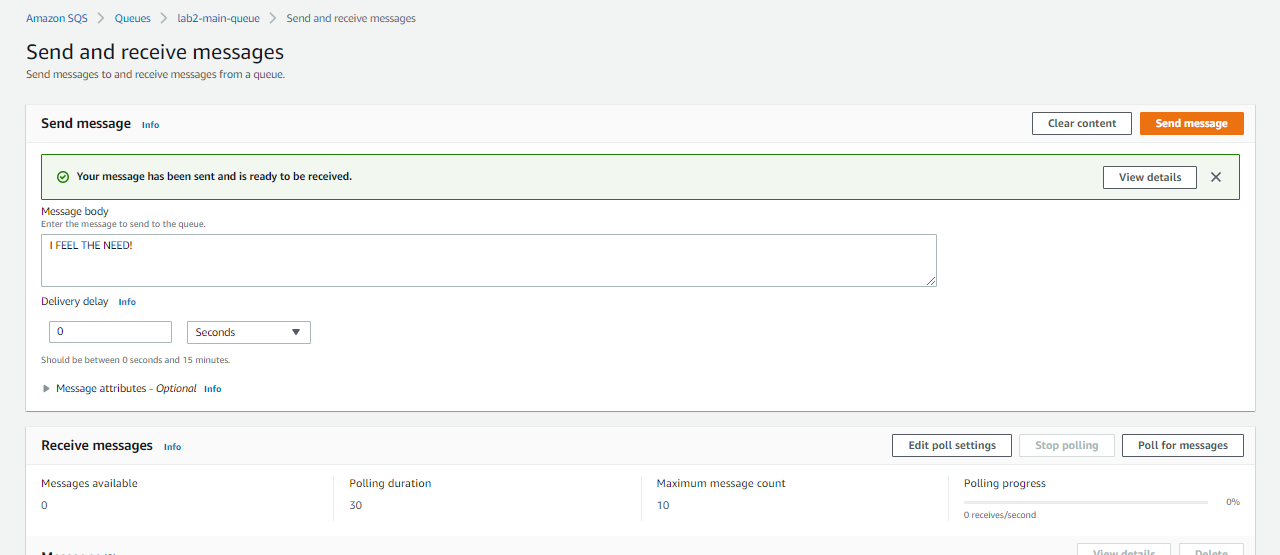 Amazon SQS > Queues > lab2-main-queue > Send and receive messages
Send and receive messages
Send messages to and receive messages from a queue.
Send message Info Clear content Send message
Your message has been sent and is ready to be received. View details
Message body
Enter the message to send to the queue.
I FEEL THE NEED!
Delivery delay Info
0 Seconds
Should be between 0 seconds and 15 minutes.
Message attributes - Optional Info
Receive messages Info Edit poll settings Stop polling Poll for messages
Messages available Polling duration Maximum message count Polling progress
0 30 10 0%
0 receives/second
View details Delete